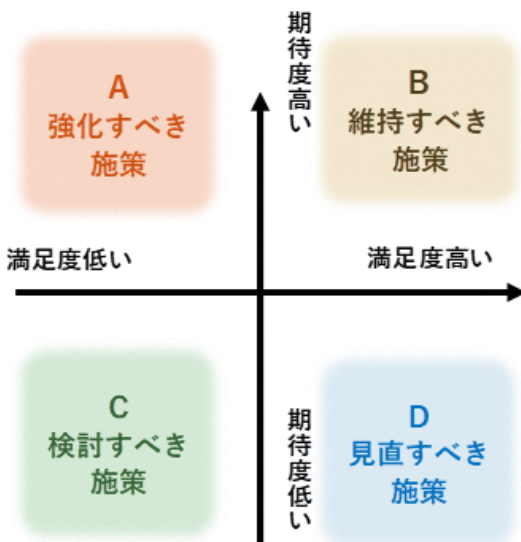 期待度高い
A
強化すべき
施策
B
維持すべき
施策
満足度低い
満足度高い
C
検討すべき
施策
期待度低い
D
見直すべき
施策